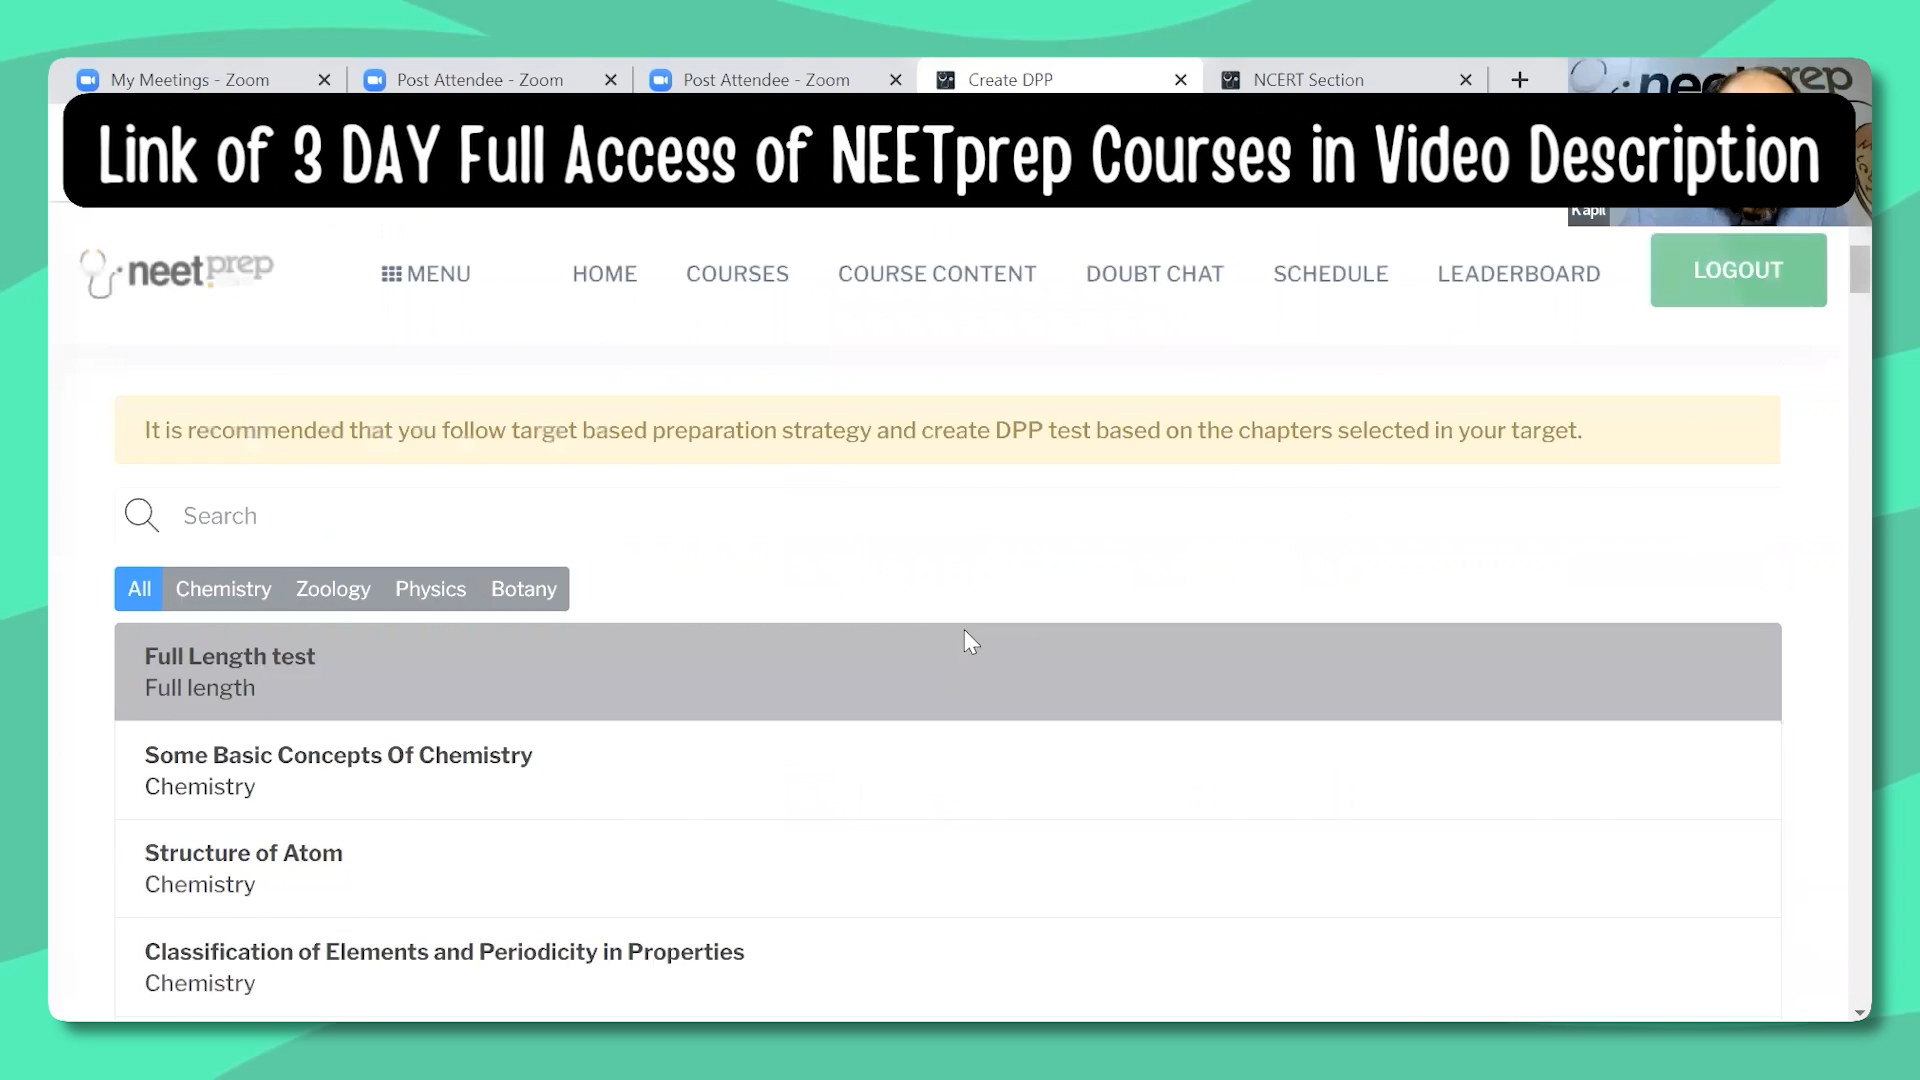 My Meetings - Zoom
Post Attendee - Zoom
Post Attendee - Zoom
Create DPP
NCERT Section
neetprep
Link of 3 DAY Full Access of NEETprep Courses in Video Description
Kapil
neetprep
MENU
HOME
COURSES
COURSE CONTENT
DOUBT CHAT
SCHEDULE
LEADERBOARD
LOGOUT
It is recommended that you follow target based preparation strategy and create DPP test based on the chapters selected in your target.
Search
All
Chemistry
Zoology
Physics
Botany
Full Length test
Full length
Some Basic Concepts Of Chemistry
Chemistry
Structure of Atom
Chemistry
Classification of Elements and Periodicity in Properties
Chemistry